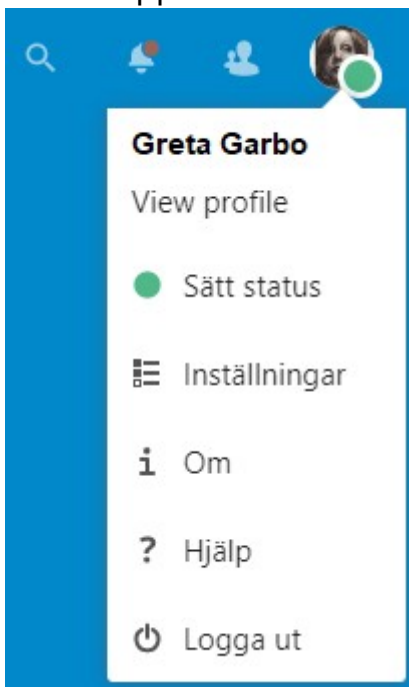 Greta Garbo
View profile
Sätt status
Inställningar
Om
Hjälp
Logga ut